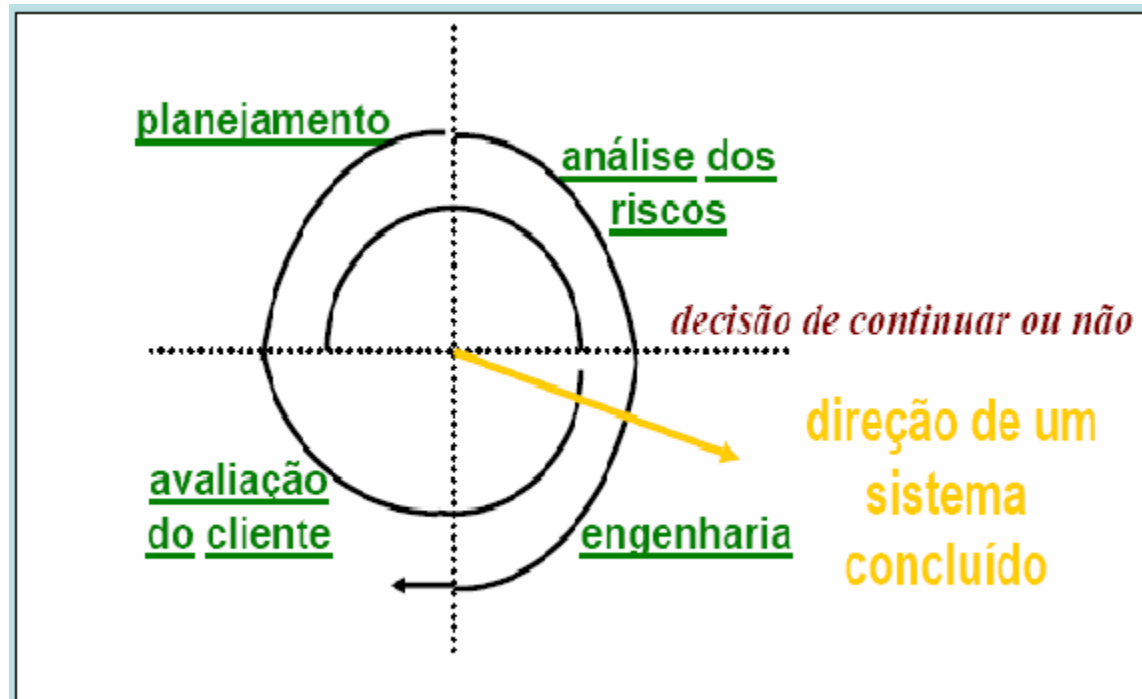 planejamento
análise dos
riscos
decisão de continuar ou não
direção de um
sistema
concluído
avaliação
do cliente
engenharia